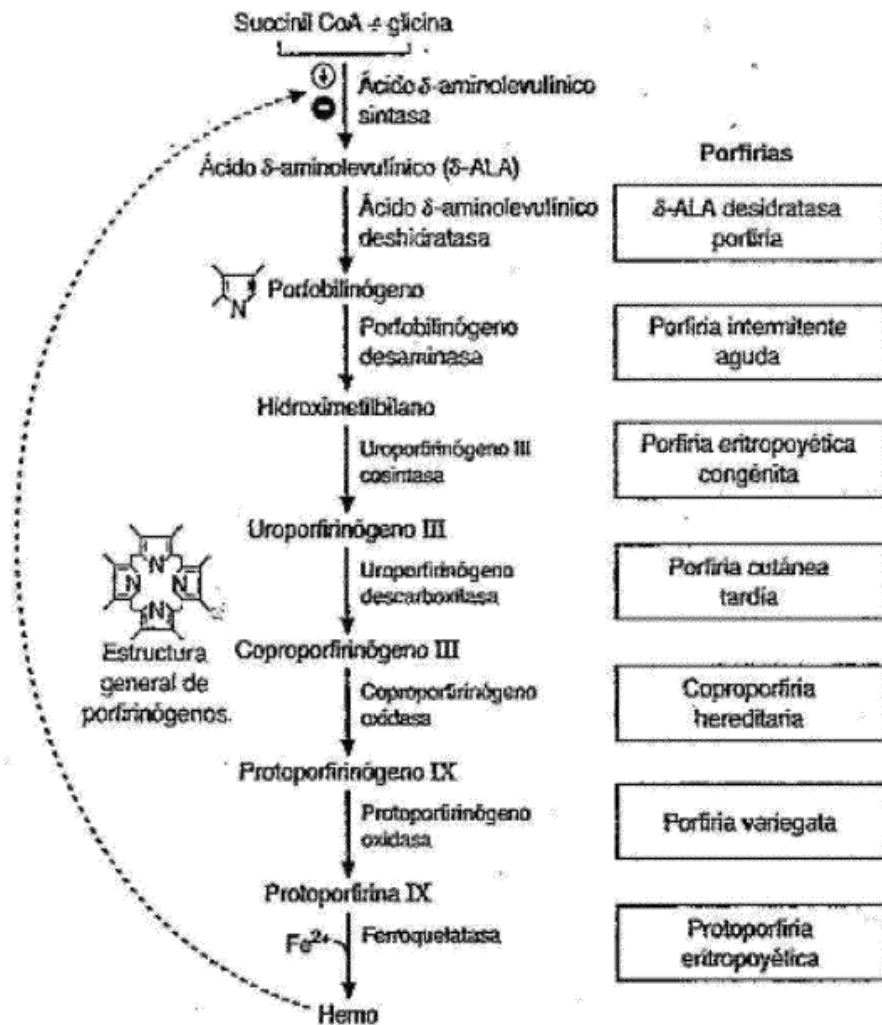 Succinil CoA + glicina
Ácido δ-aminolevulínico
sintasa
Ácido δ-aminolevulínico (δ-ALA)
Porfirias
Ácido δ-aminolevulínico
deshidratasa
δ-ALA desidratasa
porfiria
N
Porfobilinógeno
Porfobilinógeno
desaminasa
Porfiria intermitente
aguda
Hidroximetilbilano
Uroporfirinógeno III
cosintasa
Porfiria eritropoyética
congénita
Uroporfirinógeno III
N
N N
N
Uroporfirinógeno
descarboxilasa
Porfiria cutánea
tardía
Estructura
general de
porfirinógenos.
Coproporfirinógeno III
Coproporfirinógeno
oxidasa
Coproporfiria
hereditaria
Protoporfirinógeno IX
Protoporfirinógeno
oxidasa
Porfiria variegata
Protoporfirina IX
Fe2+
Ferroquelatasa
Protoporfiria
eritropoyética
Hemo